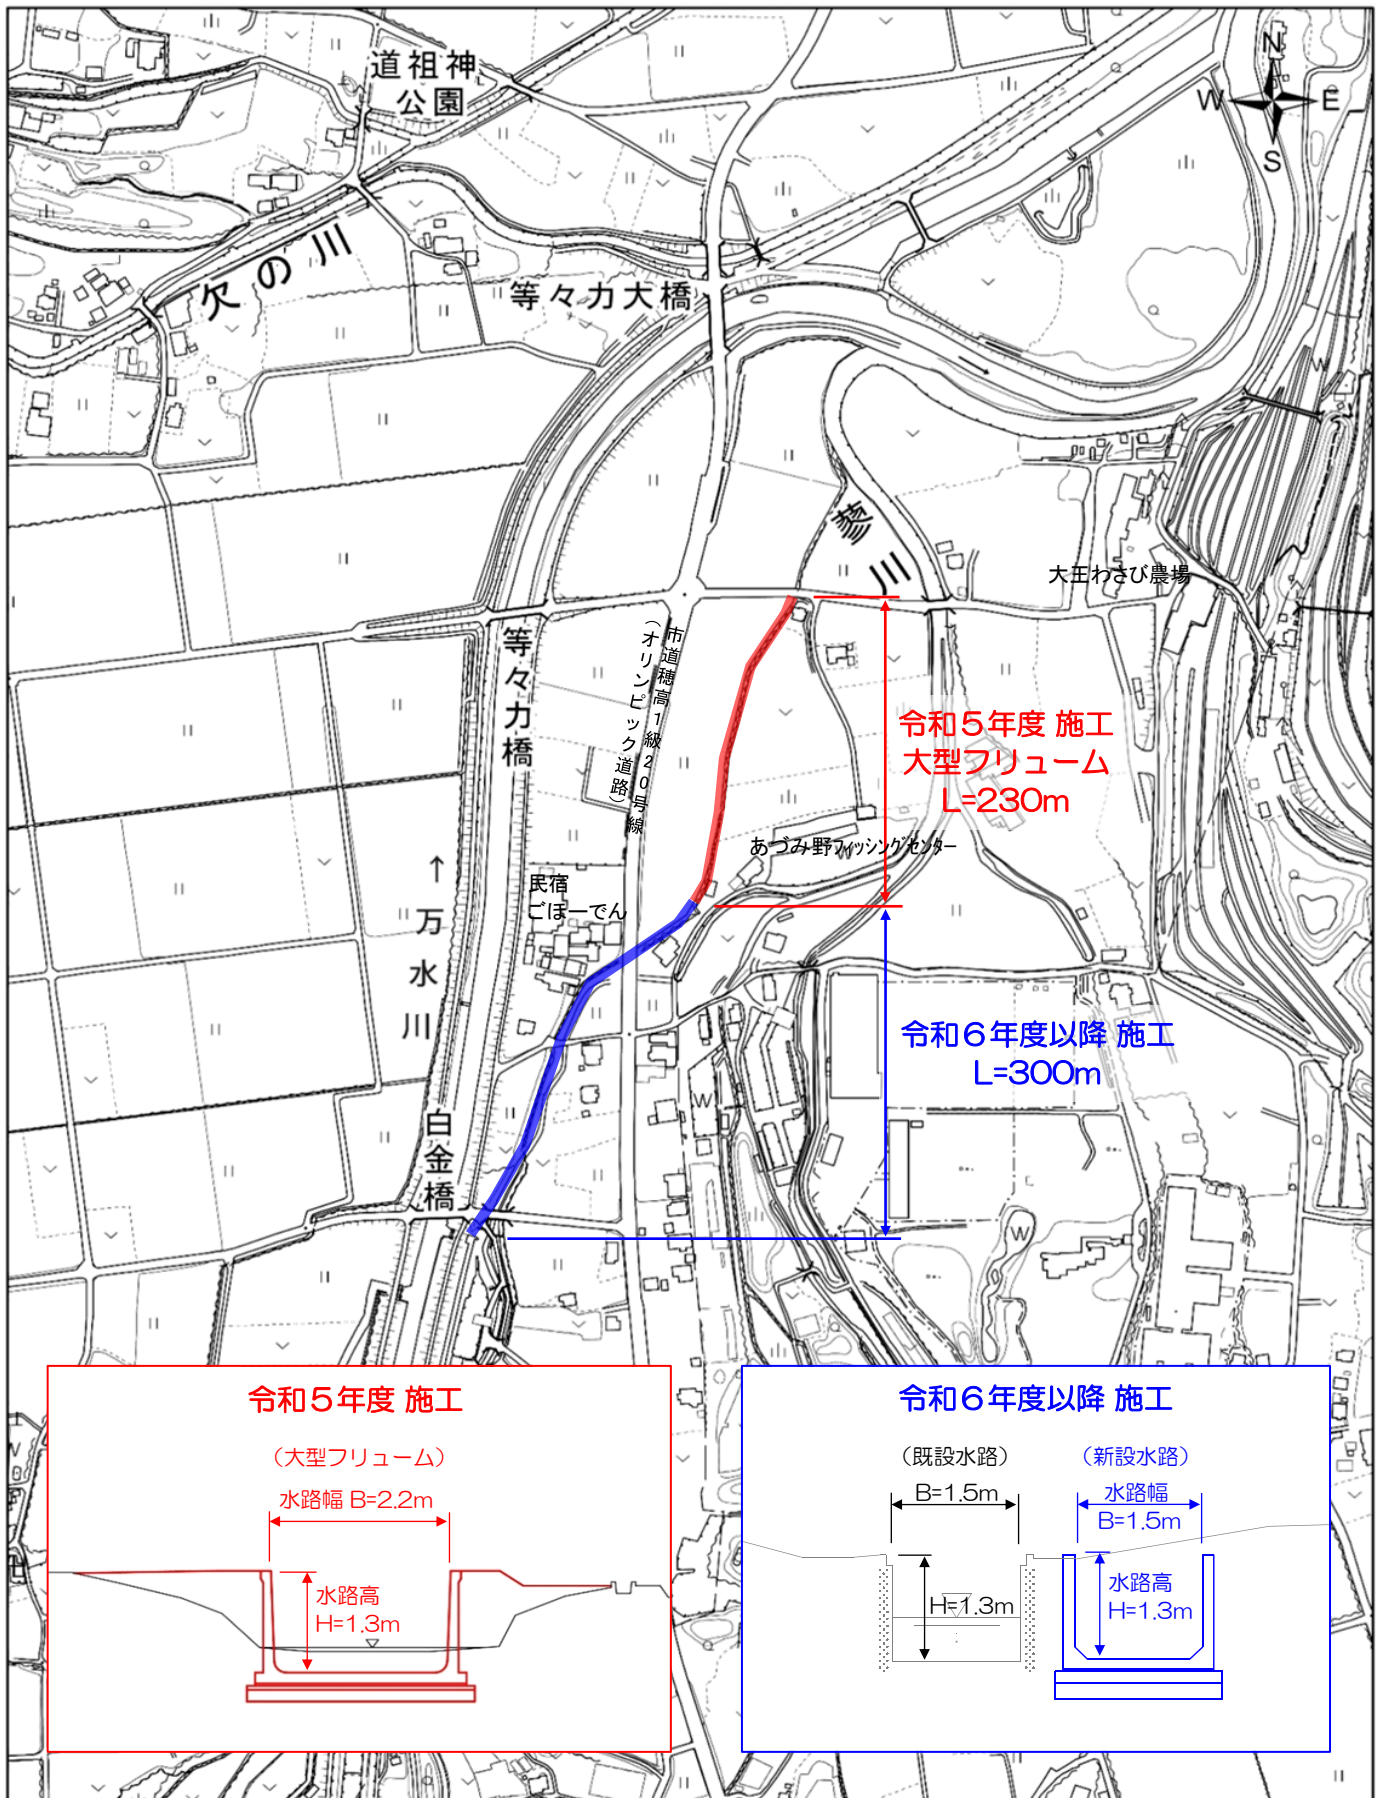 道祖神
公園
N
W
E
S
欠の川
等々力大橋
蓼川
大王わさび農場
等々力橋
市道穂高1級20号線
(オリンピック道路)
令和5年度 施工
大型フリューム
L=230m
あづみ野フィッシングセンター
民宿
ごほーでん
←万水川
令和6年度以降 施工
L=300m
白金橋
W
W
W
W
W
令和5年度 施工
(大型フリューム)
水路幅 B=2.2m
水路高
H=1.3m
令和6年度以降 施工
(既設水路)
B=1.5m
H=1.3m
(新設水路)
水路幅
B=1.5m
水路高
H=1.3m